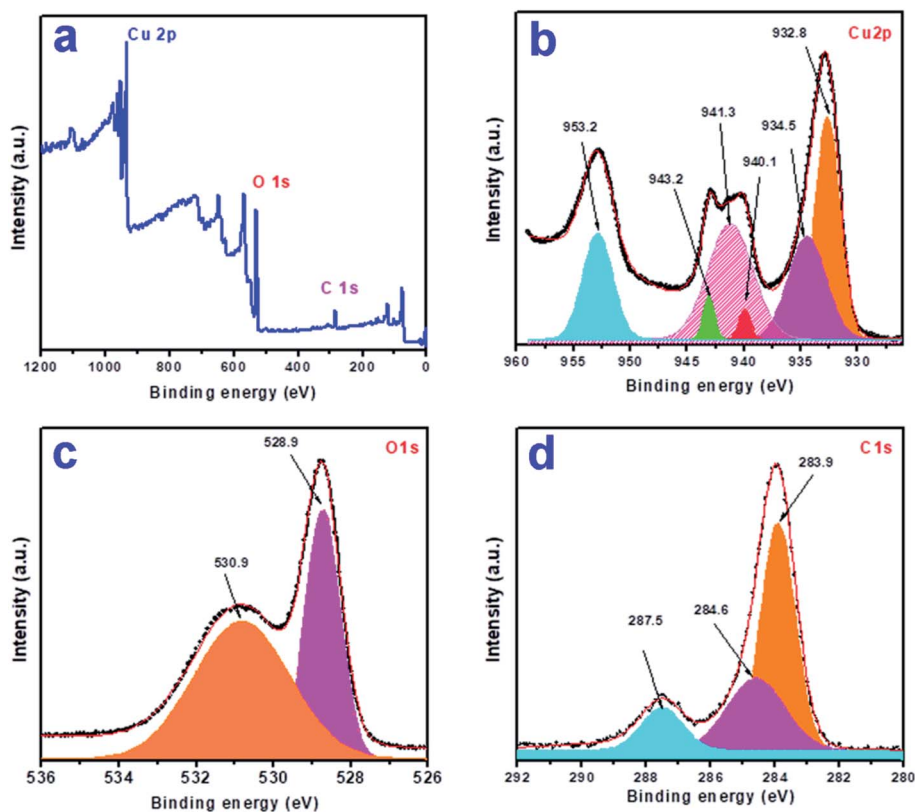 a
Cu 2p
O 1s
C 1s
Intensity (a.u.)
1200 1000 800 600 400 200 0
Binding energy (eV)
b
Cu2p
932.8
934.5
941.3
940.1
943.2
953.2
Intensity (a.u.)
960 955 950 945 940 935 930
Binding energy (eV)
c
O1s
528.9
530.9
Intensity (a.u.)
536 534 532 530 528 526
Binding energy (eV)
d
C1s
283.9
284.6
287.5
Intensity (a.u.)
292 290 288 286 284 282 280
Binding energy (eV)